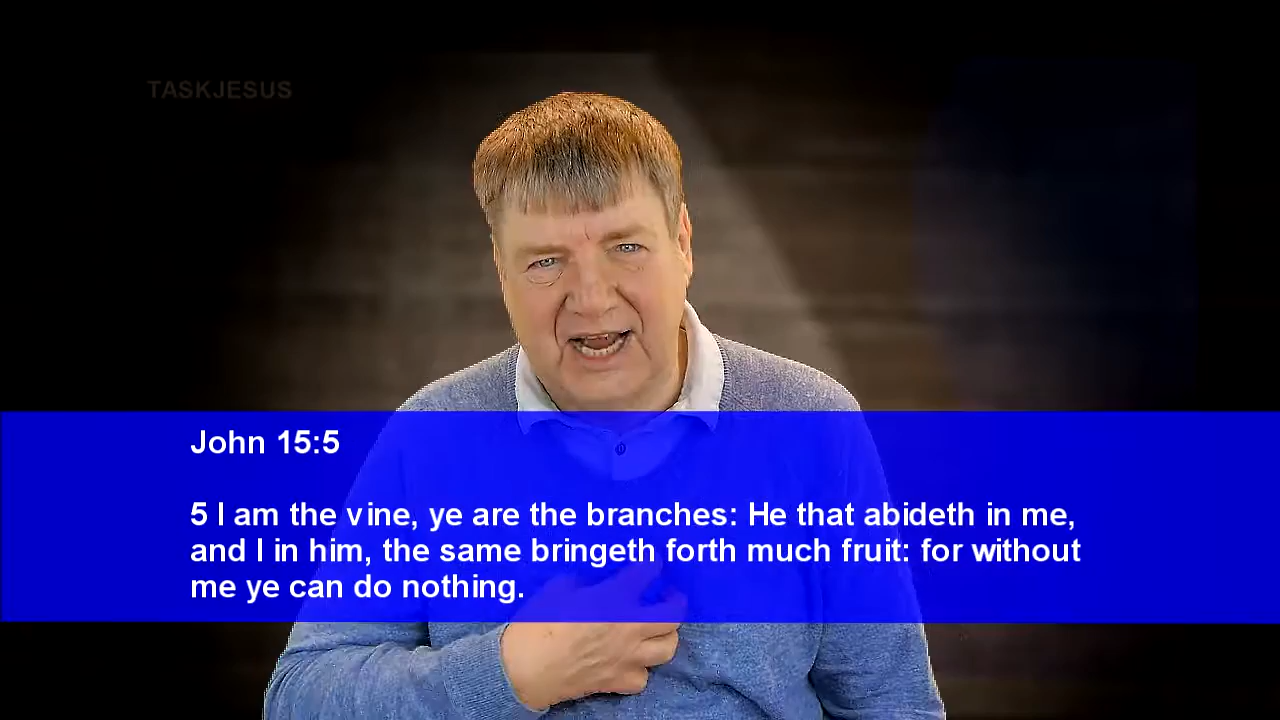 TASKJESUS
John 15:5
5 I am the vine, ye are the branches: He that abideth in me,
and I in him, the same bringeth forth much fruit: for without
me ye can do nothing.